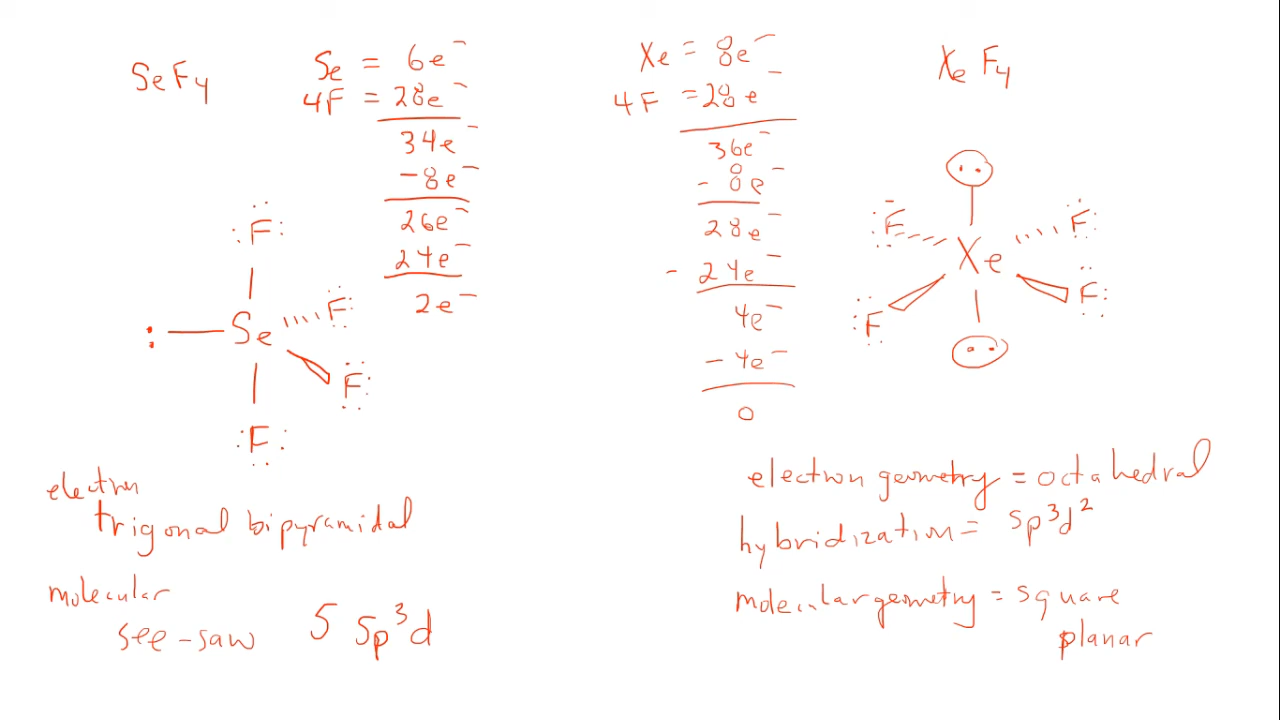 SeF4
Se = 6e⁻
4F = 28e⁻
34e⁻
-8e⁻
26e⁻
24e⁻
2e⁻
:F:
: Se F:
F:
:F:
electron
trigonal bipyramidal
molecular
see-saw 5 sp³d
Xe = 8e⁻
4F = 28e⁻
36e⁻
- 8e⁻
28e⁻
- 24e⁻
4e⁻
- 4e⁻
0
XeF4
:F F:
Xe
:F F:
electron geometry = octahedral
hybridization = sp³d²
molecular geometry = square
planar